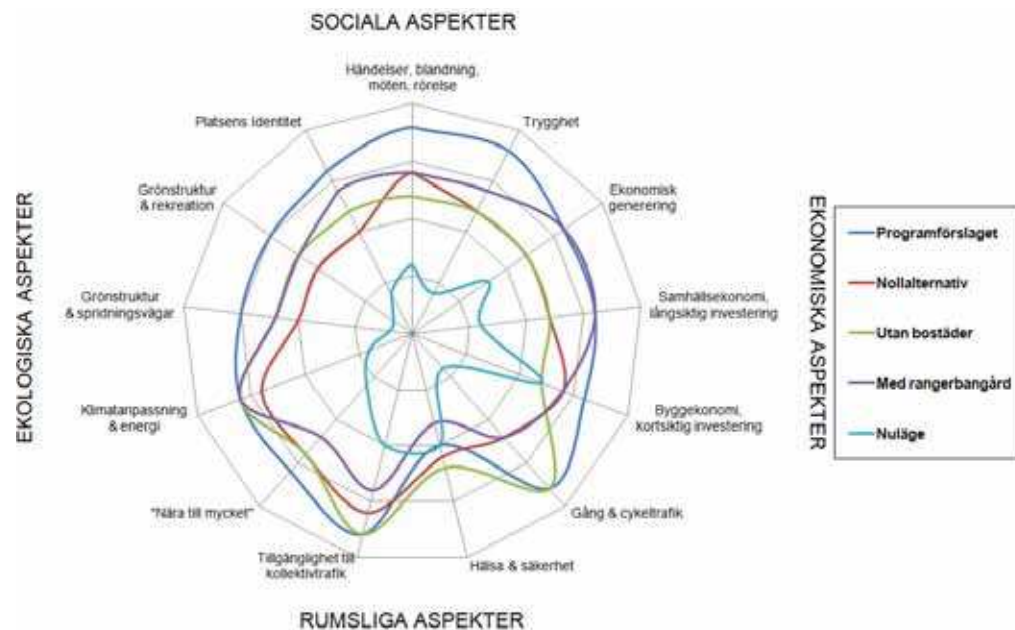 SOCIALA ASPEKTER
Händelser, blandning,
möten, rörelse
Platsens Identitet
Trygghet
Grönstruktur
& rekreation
Ekonomisk
generering
EKOLOGISKA ASPEKTER
EKONOMISKA ASPEKTER
Programförslaget
Nollalternativ
Utan bostäder
Med rangerbangård
Nuläge
Grönstruktur
& spridningsvägar
Samhällsekonomi,
långsiktig investering
Klimatanpassning
& energi
Byggekonomi,
kortsiktig investering
"Nära till mycket"
Gång & cykeltrafik
Tillgänglighet till
kollektivtrafik
Hälsa & säkerhet
RUMSLIGA ASPEKTER